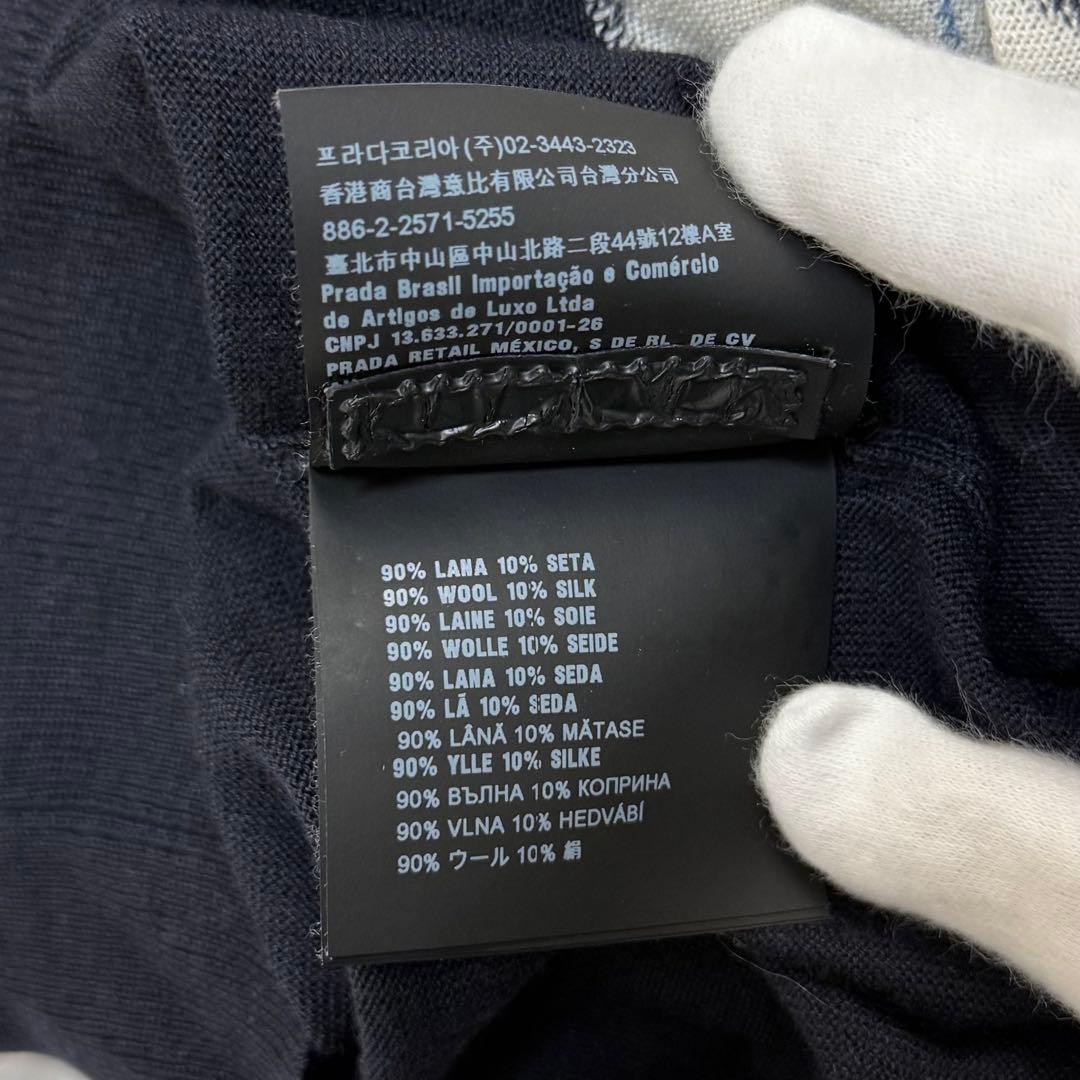 프라다코리아(주)02-3443-2323
香港商台灣意比有限公司台灣分公司
886-2-2571-5255
臺北市中山區中山北路二段44號12樓A室
Prada Brasil Importação e Comércio
de Artigos de Luxo Ltda
CNPJ 13.633.271/0001-26
PRADA RETAIL MÉXICO, S DE RL DE CV
90% LANA 10% SETA
90% WOOL 10% SILK
90% LAINE 10% SOIE
90% WOLLE 10% SEIDE
90% LANA 10% SEDA
90% LÃ 10% SEDA
90% LÂNĂ 10% MĂTASE
90% YLLE 10% SILKE
90% ВЪЛНА 10% КОПРИНА
90% VLNA 10% HEDVÁBÍ
90% ウール 10% 絹